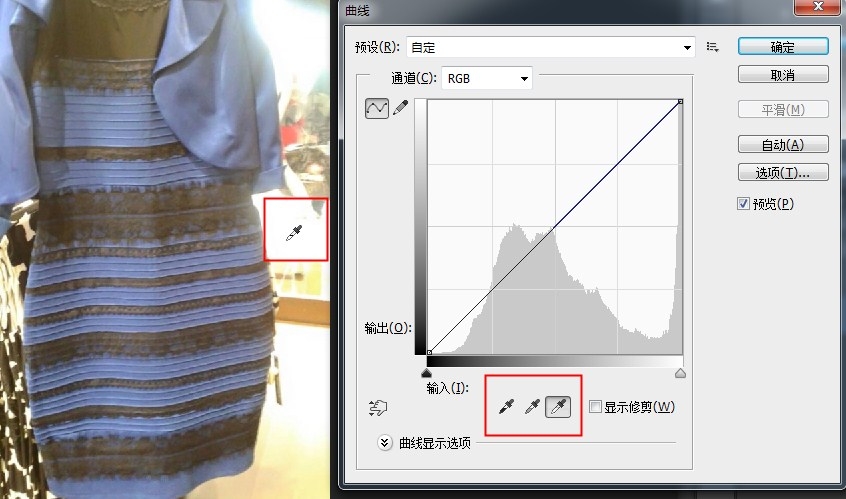 曲线
预设(R): 自定
确定
通道(C): RGB
取消
平滑(M)
自动(A)
选项(T)...
预览(P)
输出(O):
输入(I):
显示修剪(W)
曲线显示选项